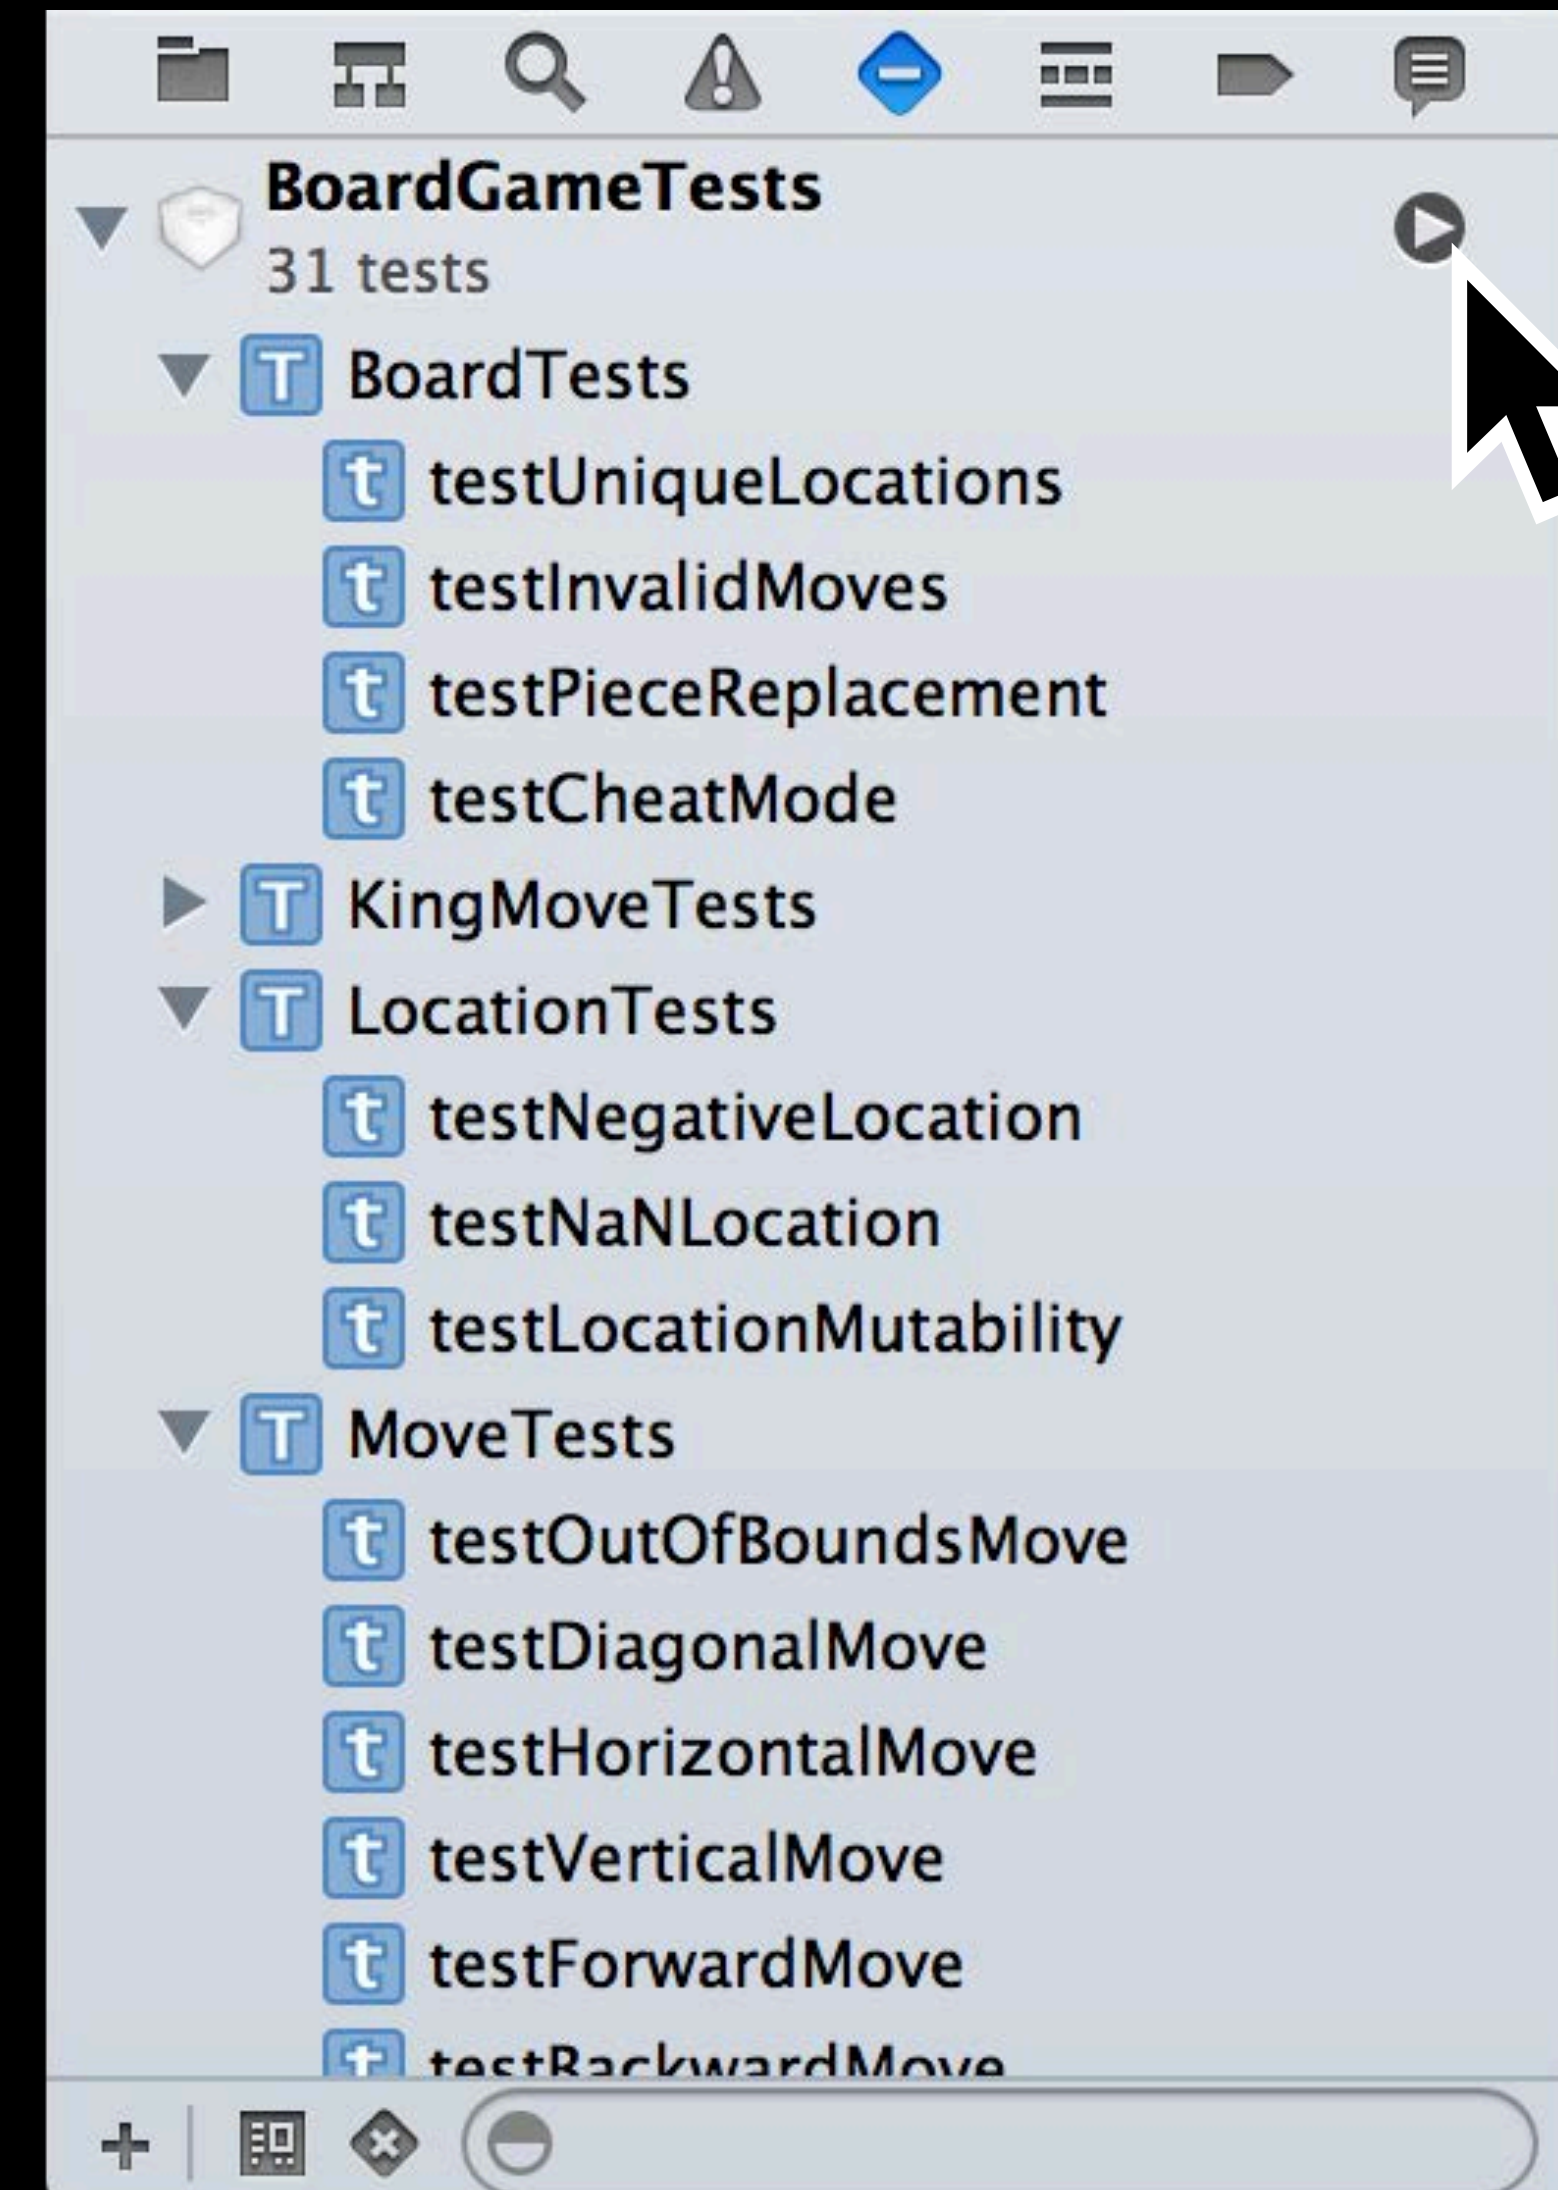 BoardGameTests
31 tests
T BoardTests
t testUniqueLocations
t testInvalidMoves
t testPieceReplacement
t testCheatMode
T KingMoveTests
T LocationTests
t testNegativeLocation
t testNaNLocation
t testLocationMutability
T MoveTests
t testOutOfBoundsMove
t testDiagonalMove
t testHorizontalMove
t testVerticalMove
t testForwardMove
t testBackwardMove